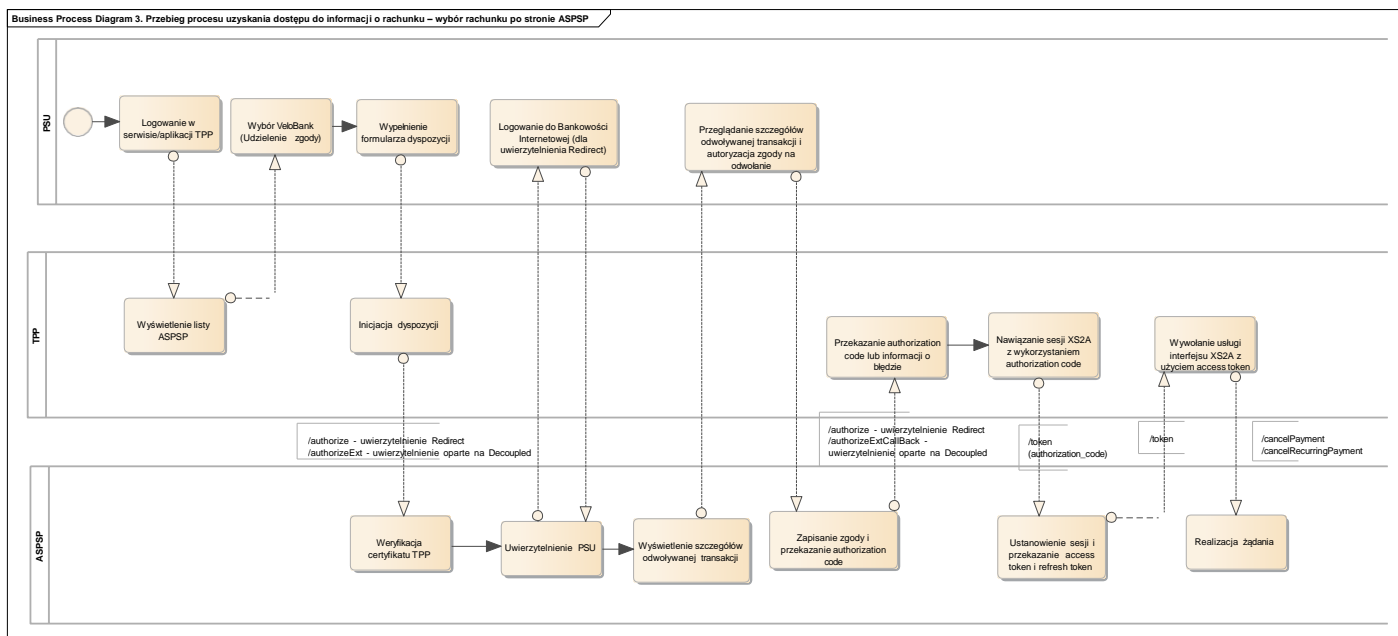 Business Process Diagram 3. Przebieg procesu uzyskania dostępu do informacji o rachunku – wybór rachunku po stronie ASPSP
PSU
Logowanie w
serwisie/aplikacji TPP
Wybór VeloBank
(Udzielenie zgody)
Wypełnienie
formularza dyspozycji
Logowanie do Bankowości
Internetowej (dla
uwierzytelnienia Redirect)
Przeglądanie szczegółów
odwoływanej transakcji i
autoryzacja zgody na
odwołanie
TPP
Wyświetlenie listy
ASPSP
Inicjacja dyspozycji
Przekazanie authorization
code lub informacji o
błędzie
Nawiązanie sesji XS2A
z wykorzystaniem
authorization code
Wywołanie usługi
interfejsu XS2A z
użyciem access token
/authorize - uwierzytelnienie Redirect
/authorizeExt - uwierzytelnienie oparte na Decoupled
/authorize - uwierzytelnienie Redirect
/authorizeExtCallBack -
uwierzytelnienie oparte na Decoupled
/token
(authorization_code)
/token
/cancelPayment
/cancelRecurringPayment
ASPSP
Weryfikacja
certyfikatu TPP
Uwierzytelnienie PSU
Wyświetlenie szczegółów
odwoływanej transakcji
Zapisanie zgody i
przekazanie authorization
code
Ustanowienie sesji i
przekazanie access
token i refresh token
Realizacja żądania